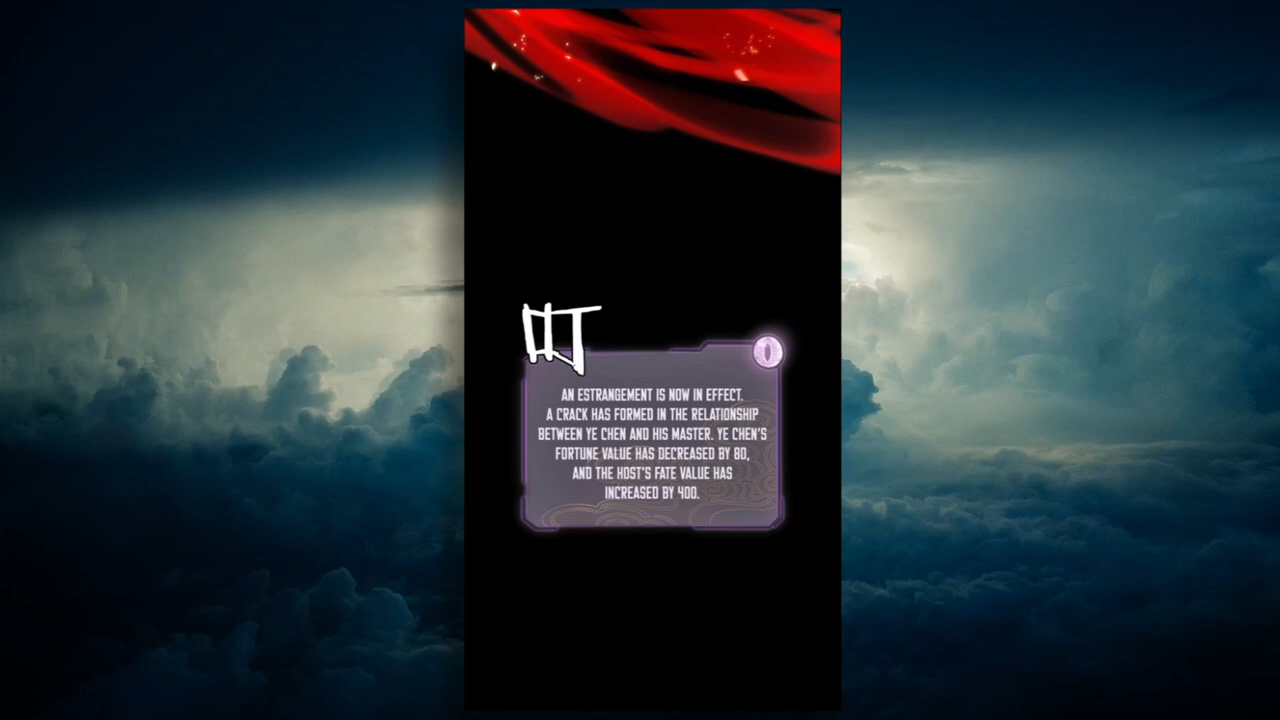 叮
AN ESTRANGEMENT IS NOW IN EFFECT.
A CRACK HAS FORMED IN THE RELATIONSHIP
BETWEEN YE CHEN AND HIS MASTER. YE CHEN'S
FORTUNE VALUE HAS DECREASED BY 80,
AND THE HOST'S FATE VALUE HAS
INCREASED BY 400.